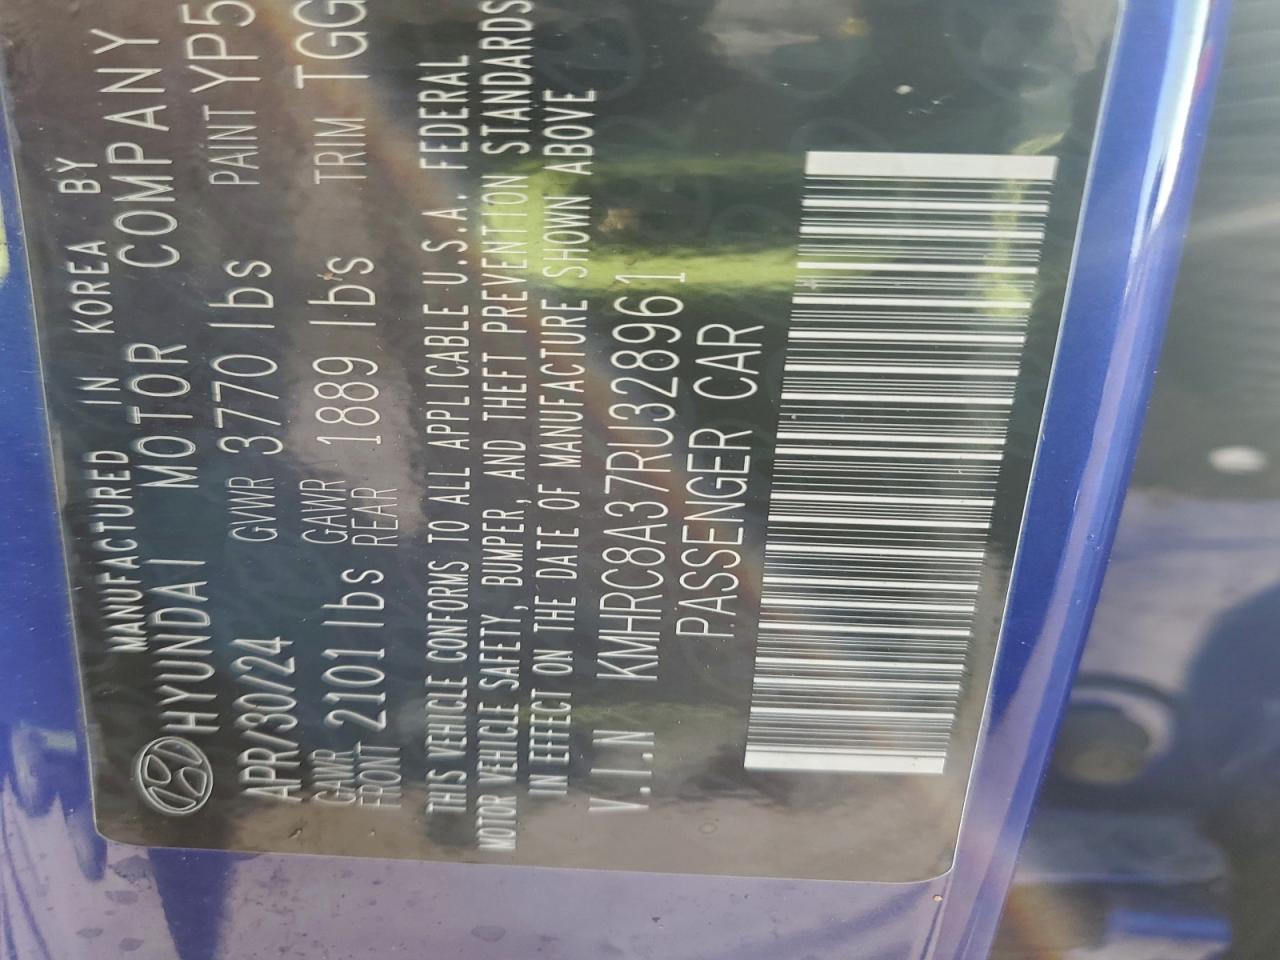 MANUFACTURED IN KOREA BY
HYUNDAI MOTOR COMPANY
APR/30/24 GVWR 3770 lbs PAINT YP5
GAWR FRONT 2101 lbs GAWR REAR 1889 lbs TRIM TGG
THIS VEHICLE CONFORMS TO ALL APPLICABLE U.S.A. FEDERAL
MOTOR VEHICLE SAFETY, BUMPER, AND THEFT PREVENTION STANDARDS
IN EFFECT ON THE DATE OF MANUFACTURE SHOWN ABOVE
V.I.N KMHRC8A37RU328961
PASSENGER CAR